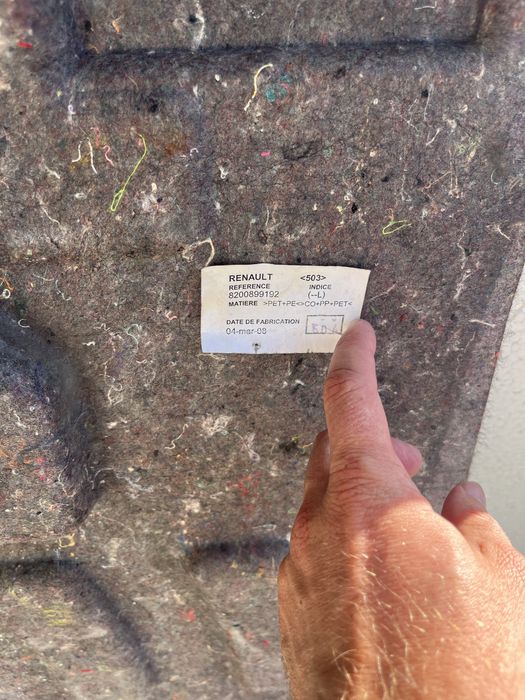 RENAULT <503>
REFERENCE INDICE
8200899192 (--L)
MATIERE >PET+PE<>CO+PP+PET<
DATE DE FABRICATION
04-mar-08